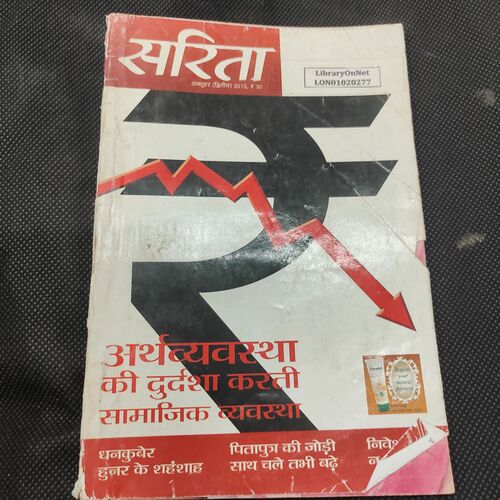 सरिता
अक्तूबर (द्वितीय) 2013, ₹ 30
LibraryOnNet
LON01020277
अर्थव्यवस्था
की दुर्दशा करती
सामाजिक व्यवस्था
धनकुबेर
हुनर के शहंशाह
पितापुत्र की जोड़ी
साथ चले तभी बढ़े